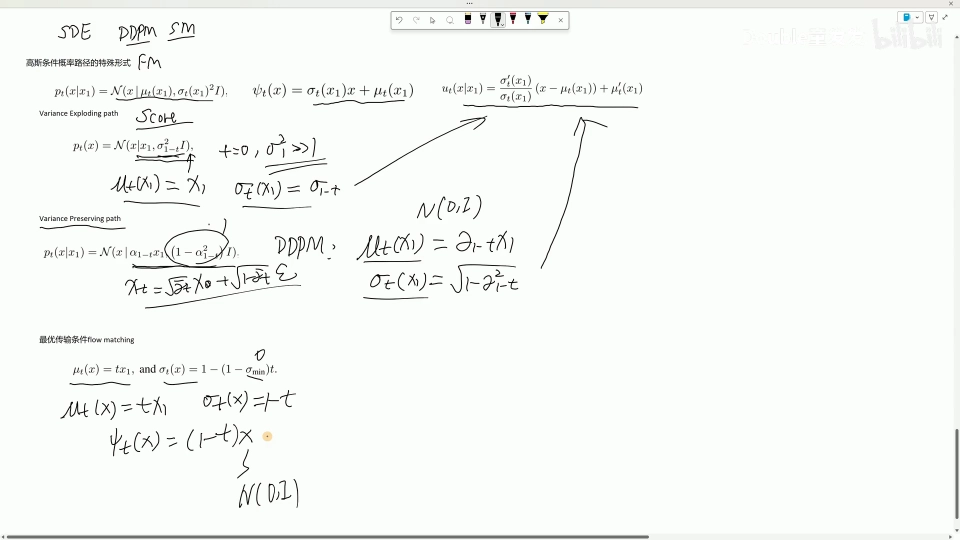 SDE DDPM SM
高斯条件概率路径的特殊形式 FM
p_t(x|x_1) = N(x | μ_t(x_1), σ_t(x_1)^2 I), ψ_t(x) = σ_t(x_1)x + μ_t(x_1) u_t(x|x_1) = σ'_t(x_1)/σ_t(x_1) (x − μ_t(x_1)) + μ'_t(x_1)
Variance Exploding path Score
p_t(x) = N(x|x_1, σ^2_{1−t} I), t=0, σ_1^2 >>1
μ_t(x_1) = x_1 σ_t(x_1) = σ_{1-t}
N(0,I)
Variance Preserving path
p_t(x|x_1) = N(x | α_{1−t}x_1, (1 − α^2_{1−t}) I). DDPM: μ_t(x_1) = α_{1-t}x_1
x_t = √ᾱ_t x_0 + √1-ᾱ_t ε σ_t(x_1) = √1-α^2_{1-t}
最优传输条件flow matching
0
μ_t(x) = tx_1, and σ_t(x) = 1 − (1 − σ_min)t.
μ_t(x) = tx_1 σ_t(x) = 1-t
ψ_t(x) = (1-t)x
N(0,I)
bilibili